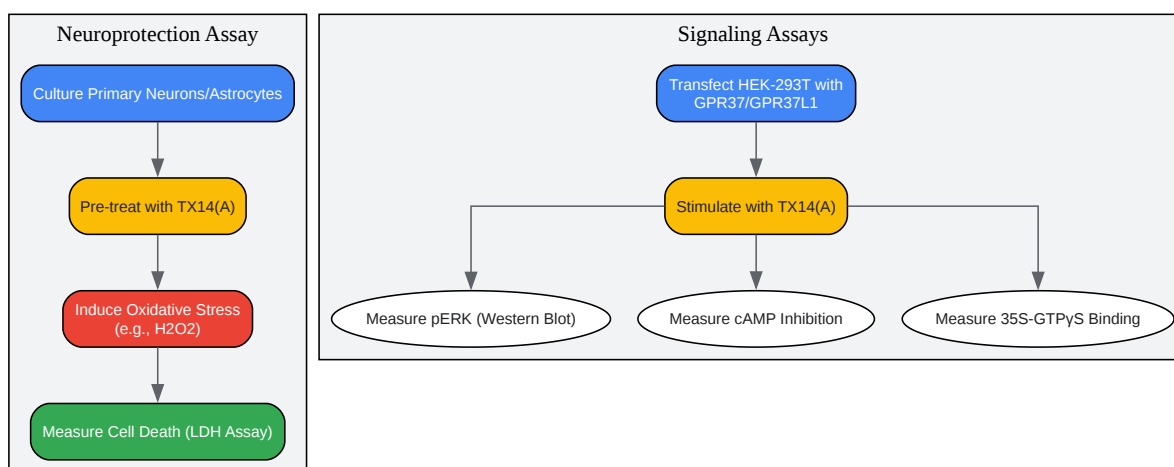 Neuroprotection Assay
Culture Primary Neurons/Astrocytes
Pre-treat with TX14(A)
Induce Oxidative Stress
(e.g., H2O2)
Measure Cell Death (LDH Assay)
Signaling Assays
Transfect HEK-293T with
GPR37/GPR37L1
Stimulate with TX14(A)
Measure pERK (Western Blot)
Measure cAMP Inhibition
Measure 35S-GTPγS Binding